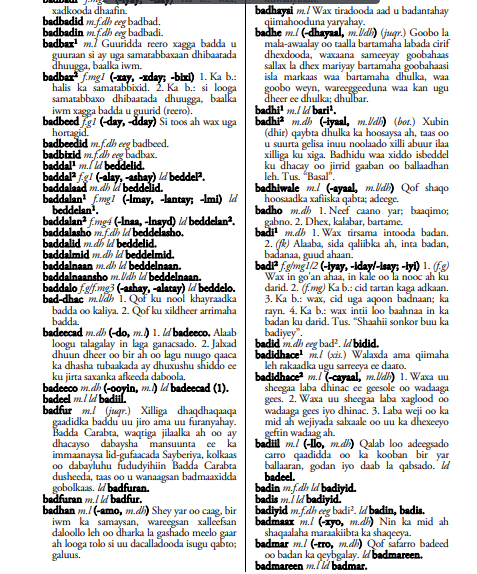 xadkooda dhaafin.
badbadid m.f.dh eeg badbad.
badbadin m.f.dh eeg badbadi.
badbax¹ m.l Guuridda reero xagga badda u
guuraan si ay uga samatabbaxaan dhibaatada
dhuugga, baalka iwm.
badbax² f.mg1 (-xay, -xday; -bixi) 1. Ka b.:
halis ka samatabbixid. 2. Ka b.: si looga
samatabbaxo dhibaatada dhuugga, baalka
iwm xagga badda u guurid (reero).
badbeed f.g1 (-day, -dday) Si toos ah wax uga
hortagid.
badbeedid m.f.dh eeg badbeed.
badbixid m.f.dh eeg badbax.
baddal¹ m.l ld beddelid.
baddal² f.g1 (-alay, -ashay) ld beddel².
baddalaad m.dh ld beddelid.
baddalan¹ f.mg1 (-lmay, -lantay; -lmi) ld
beddelan¹.
baddalan² f.mg4 (-lnaa, -lnayd) ld beddelan².
baddalasho m.f.dh ld beddelasho.
baddalid m.dh ld beddelid.
baddalmid m.dh ld beddelmid.
baddalnaan m.dh ld beddelnaan.
baddalnaansho m.l/dh ld beddelnaan.
baddalo f.g/f.mg3 (-ashay, -alatay) ld beddelo.
bad-dhac m.l/dh 1. Qof ku nool khayraadka
badda oo kaliya. 2. Qof ku xildheer arrimaha
badda.
badeecad m.dh (-do, m.l) 1. ld badeeco. Alaab
loogu talagalay in laga ganacsado. 2. Jaxad
dhuun dheer oo bir ah oo lagu nuugo qaaca
ka dhasha tubaakada ay dhuxushu shiddo ee
ku jirta saxanka afkeeda daboola.
badeeco m.dh (-ooyin, m.l) ld badeecad (1).
badeel m.l ld badiil.
badfur m.l (juqr.) Xilliga dhaqdhaqaaqa
gaadidka baddu uu jiro ama uu furanyahay.
Badda Carabta, waqtiga jilaalka ah oo ay
dhacayso dabaysha mansuunta ee ka
immaanaysa lid-gufaacada Sayberiya, kolkaas
oo dabayluhu fududyihiin Badda Carabta
dusheeda, taas oo u wanaagsan badmaaxidda
gobolkaas. ld badfuran.
badfuran m.l ld badfur.
badhan m.l (-amo, m.dh) Shey yar oo caag, bir
iwm ka samaysan, wareegsan xalleefsan
daloollo leh oo dharka la gashado meelo gaar
ah looga tolo si uu dacalladooda isugu qabto;
galuus.
badhayal m.l Wax tiradooda aad u badantahay
qiimahooduna yaryahay.
badhe m.l (-dhayaal, m.l/dh) (juqr.) Goobo la
mala-awaalay oo taalla bartamaha labada cirif
dhexdooda, waxaana sameeyay goobahaas
sallax la dhex mariyay bartamaha goobahaasi
isla markaas waa bartamaha dhulka, waa
goobo weyn, wareeggeeduna waa kan ugu
dheer ee dhulka; dhulbar.
badhi¹ m.l ld bari¹.
badhi² m.dh (-iyaal, m.l/dh) (bot.) Xubin
(dhir) qaybta dhulka ka hoosaysa ah, taas oo
u suurta gelisa inuu noolaado xilli abuur ilaa
xilliga ku xiga. Badhidu waa xiddo isbeddel
ku dhacay oo jirrid gaaban oo ballaadhan
leh. Tus. “Basal”.
badhiwale m.l (-ayaal, m.l/dh) Qof shaqo
hoosaadka xafiiska qabta; adeege.
badho m.dh 1. Neef caano yar; baaqimo;
gabno. 2. Dhex, kalabar, bartame.
badi¹ m.dh 1. Wax tirsama intooda badan.
2. (fk) Alaaba, sida qaliibka ah, inta badan,
badanaa, guud ahaan.
badi² f.g/mg1/2 (-iyay, -iday/-isay; -iyi) 1. (f.g)
Wax in go'an ahaa, in kale oo la nooc ah ku
darid. 2. (f.mg) Ka b.: cid tartan kaga adkaan.
3. Ka b.: wax, cid uga aqoon badnaan; ka
rayn. 4. Ka b.: wax intii loo baahnaa in ka
badan ku darid. Tus. “Shaahii sonkor buu ka
badiyey”.
badid m.dh eeg bad². ld bidid.
badidhace¹ m.l (xis.) Walaxda ama qiimaha
leh rakaadka ugu sarreeya ee daato.
badidhace² m.l (-cayaal, m.l/dh) 1. Waxa uu
sheegaa laba dhinac ee geesole oo wadaaga
gees. 2. Waxa uu sheegaa laba xaglood oo
wadaaga gees iyo dhinac. 3. Laba weji oo ka
mid ah wejiyada salxaale oo uu ka dhexeeyo
geftin wadaag ah.
badiil m.l (-llo, m.dh) Qalab loo adeegsado
carro qaadidda oo ka kooban bir yar
ballaaran, godan iyo daab la qabsado. ld
badeel.
badin m.f.dh ld badiyid.
badis m.l ld badiyid.
badiyid m.f.dh eeg badi². ld badin, badis.
badmaax m.l (-xyo, m.dh) Nin ka mid ah
shaqaalaha maraakiibta ka shaqeeya.
badmar m.l (-rro, m.dh) Qof safarro badeed
oo badan ka qeybgalay. ld badmareen.
badmareen m.l ld badmar.